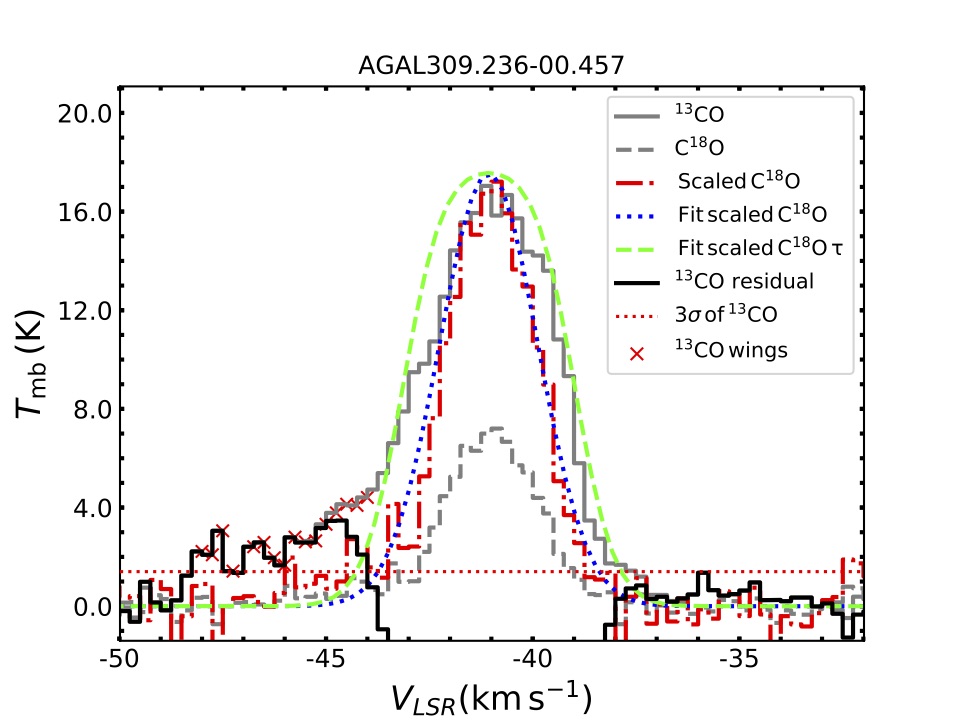 AGAL309.236-00.457
20.0
16.0
12.0
8.0
4.0
0.0
T_mb (K)
¹³CO
C¹⁸O
Scaled C¹⁸O
Fit scaled C¹⁸O
Fit scaled C¹⁸O τ
¹³CO residual
3σ of ¹³CO
¹³CO wings
-50 -45 -40 -35
V_LSR (km s⁻¹)